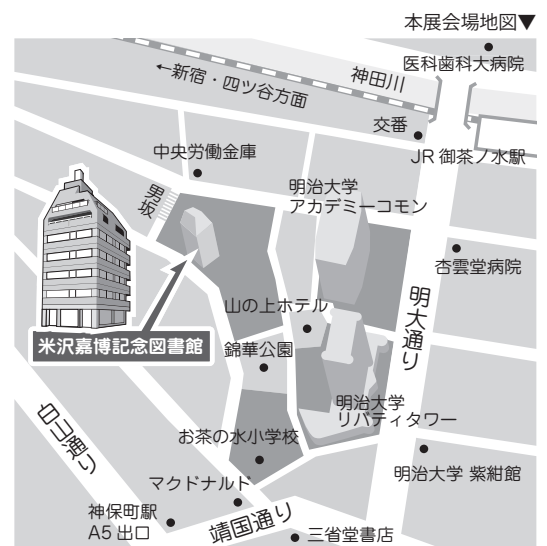 本展会場地図▼
医科歯科大病院
神田川
←新宿・四ツ谷方面
交番
JR 御茶ノ水駅
中央労働金庫
男坂
明治大学
アカデミーコモン
杏雲堂病院
山の上ホテル
明大通り
米沢嘉博記念図書館
錦華公園
明治大学
リバティタワー
白山通り
お茶の水小学校
明治大学 紫紺館
マクドナルド
神保町駅
A5 出口
靖国通り
三省堂書店